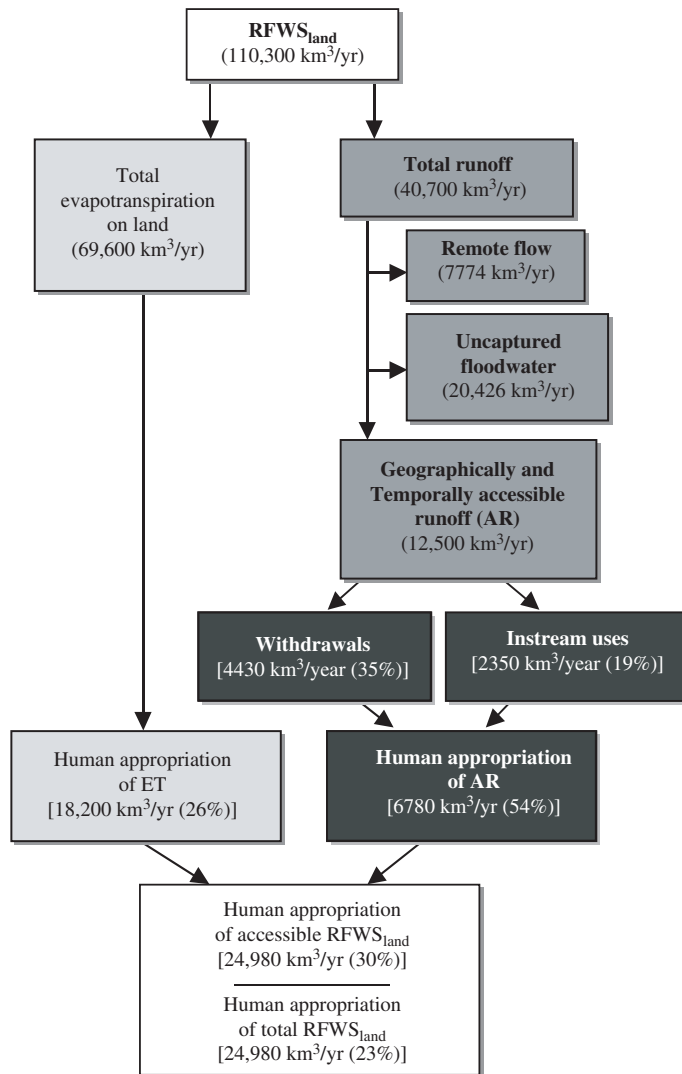 RFWSland
(110,300 km3/yr)
Total
evapotranspiration
on land
(69,600 km3/yr)
Total runoff
(40,700 km3/yr)
Remote flow
(7774 km3/yr)
Uncaptured
floodwater
(20,426 km3/yr)
Geographically and
Temporally accessible
runoff (AR)
(12,500 km3/yr)
Withdrawals
[4430 km3/year (35%)]
Instream uses
[2350 km3/year (19%)]
Human appropriation
of ET
[18,200 km3/yr (26%)]
Human appropriation
of AR
[6780 km3/yr (54%)]
Human appropriation
of accessible RFWSland
[24,980 km3/yr (30%)]
Human appropriation
of total RFWSland
[24,980 km3/yr (23%)]